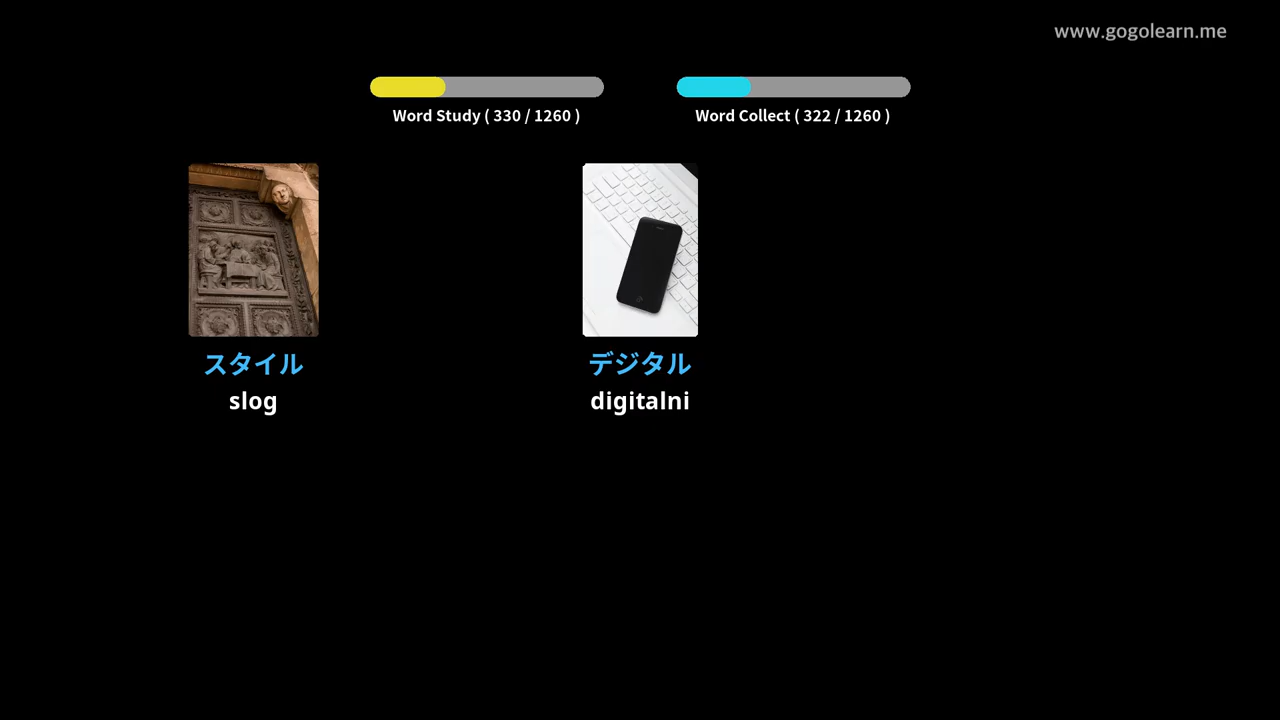 www.gogolearn.me
Word Study ( 330 / 1260 )
Word Collect ( 322 / 1260 )
スタイル
slog
デジタル
digitalni